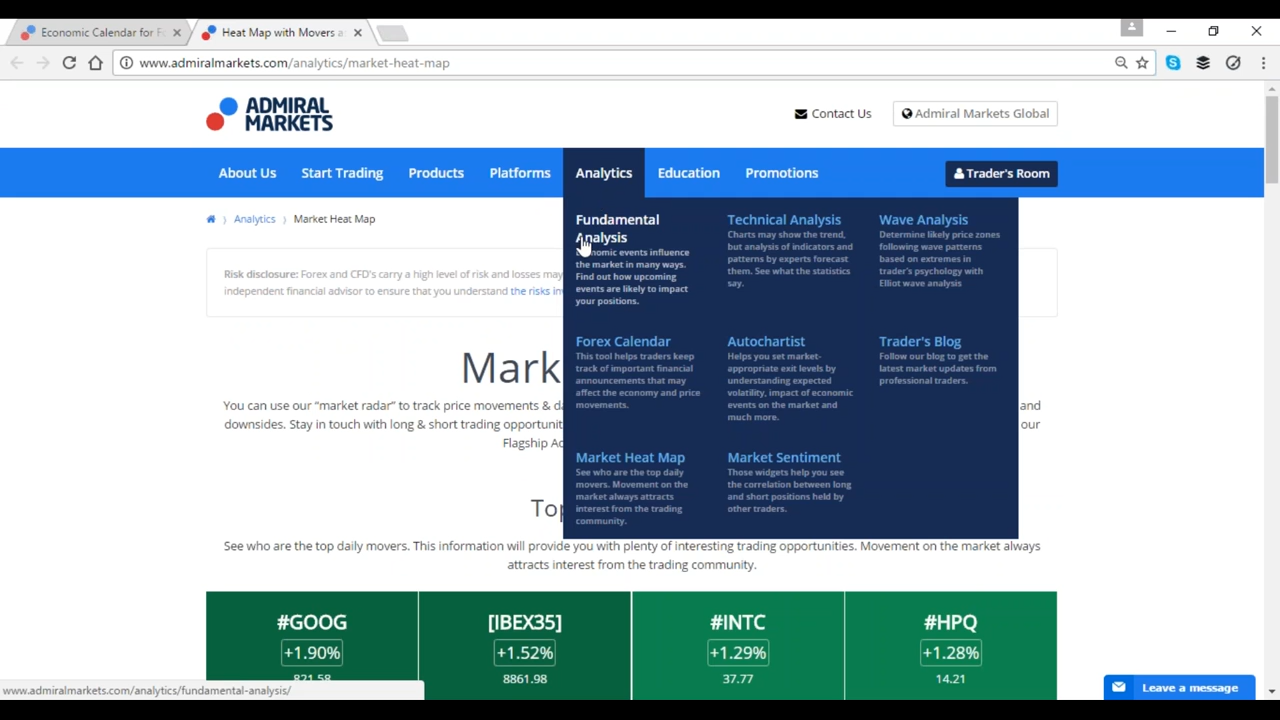 Economic Calendar for F
Heat Map with Movers a
www.admiralmarkets.com/analytics/market-heat-map
ADMIRAL
MARKETS
Contact Us
Admiral Markets Global
About Us
Start Trading
Products
Platforms
Analytics
Education
Promotions
Trader's Room
Analytics
Market Heat Map
Risk disclosure: Forex and CFD's carry a high level of risk and losses may
independent financial advisor to ensure that you understand the risks in
Fundamental
Analysis
Economic events influence
the market in many ways.
Find out how upcoming
events are likely to impact
your positions.
Technical Analysis
Charts may show the trend,
but analysis of indicators and
patterns by experts forecast
them. See what the statistics
say.
Wave Analysis
Determine likely price zones
following wave patterns
based on extremes in
trader's psychology with
Elliot wave analysis
Forex Calendar
This tool helps traders keep
track of important financial
announcements that may
affect the economy and price
movements.
Autochartist
Helps you set market-
appropriate exit levels by
understanding expected
volatility, impact of economic
events on the market and
much more.
Trader's Blog
Follow our blog to get the
latest market updates from
professional traders.
Market Heat Map
See who are the top daily
movers. Movement on the
market always attracts
interest from the trading
community.
Market Sentiment
Those widgets help you see
the correlation between long
and short positions held by
other traders.
Mark
You can use our “market radar” to track price movements & d and
downsides. Stay in touch with long & short trading opportunit our
Flagship Ad
Top
See who are the top daily movers. This information will provide you with plenty of interesting trading opportunities. Movement on the market always
attracts interest from the trading community.
#GOOG
+1.90%
821.58
[IBEX35]
+1.52%
8861.98
#INTC
+1.29%
37.77
#HPQ
+1.28%
14.21
www.admiralmarkets.com/analytics/fundamental-analysis/
Leave a message